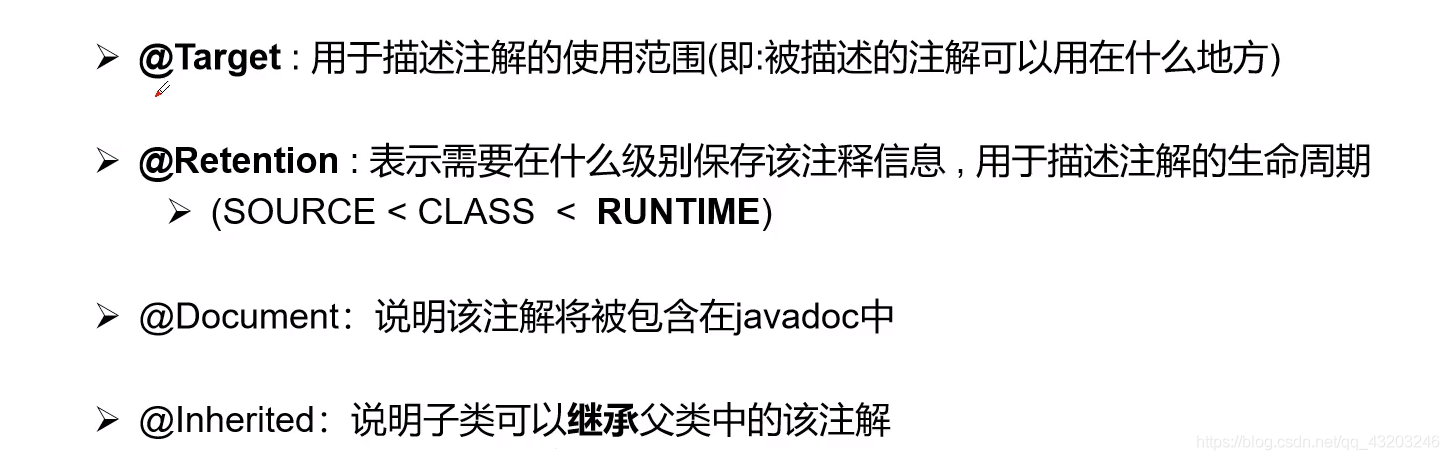 ➢ @Target : 用于描述注解的使用范围(即:被描述的注解可以用在什么地方)
➢ @Retention : 表示需要在什么级别保存该注释信息 , 用于描述注解的生命周期
➢ (SOURCE < CLASS < RUNTIME)
➢ @Document：说明该注解将被包含在javadoc中
➢ @Inherited：说明子类可以继承父类中的该注解
https://blog.csdn.net/qq_43203246